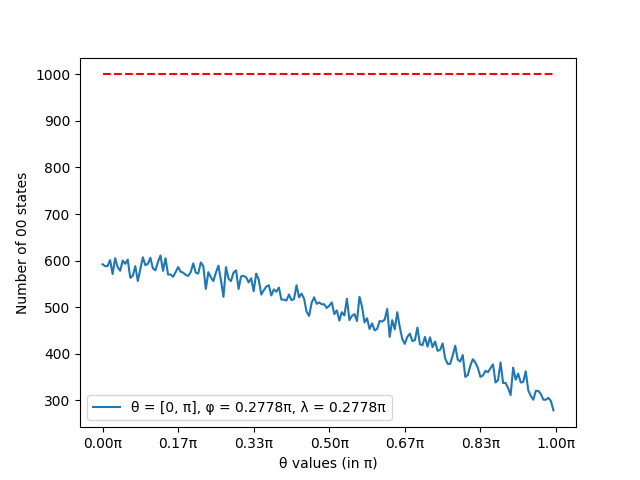 1000
900
800
700
600
500
400
300
Number of 00 states
θ = [0, π], φ = 0.2778π, λ = 0.2778π
0.00π 0.17π 0.33π 0.50π 0.67π 0.83π 1.00π
θ values (in π)